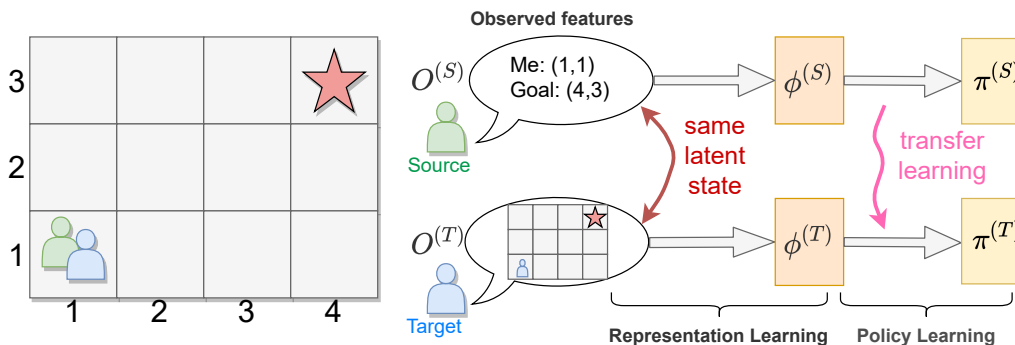 3
2
1
1 2 3 4
Observed features
O(S)
Me: (1,1)
Goal: (4,3)
Source
ϕ(S)
π(S)
same
latent
state
transfer
learning
O(T)
Target
ϕ(T)
π(T)
Representation Learning
Policy Learning